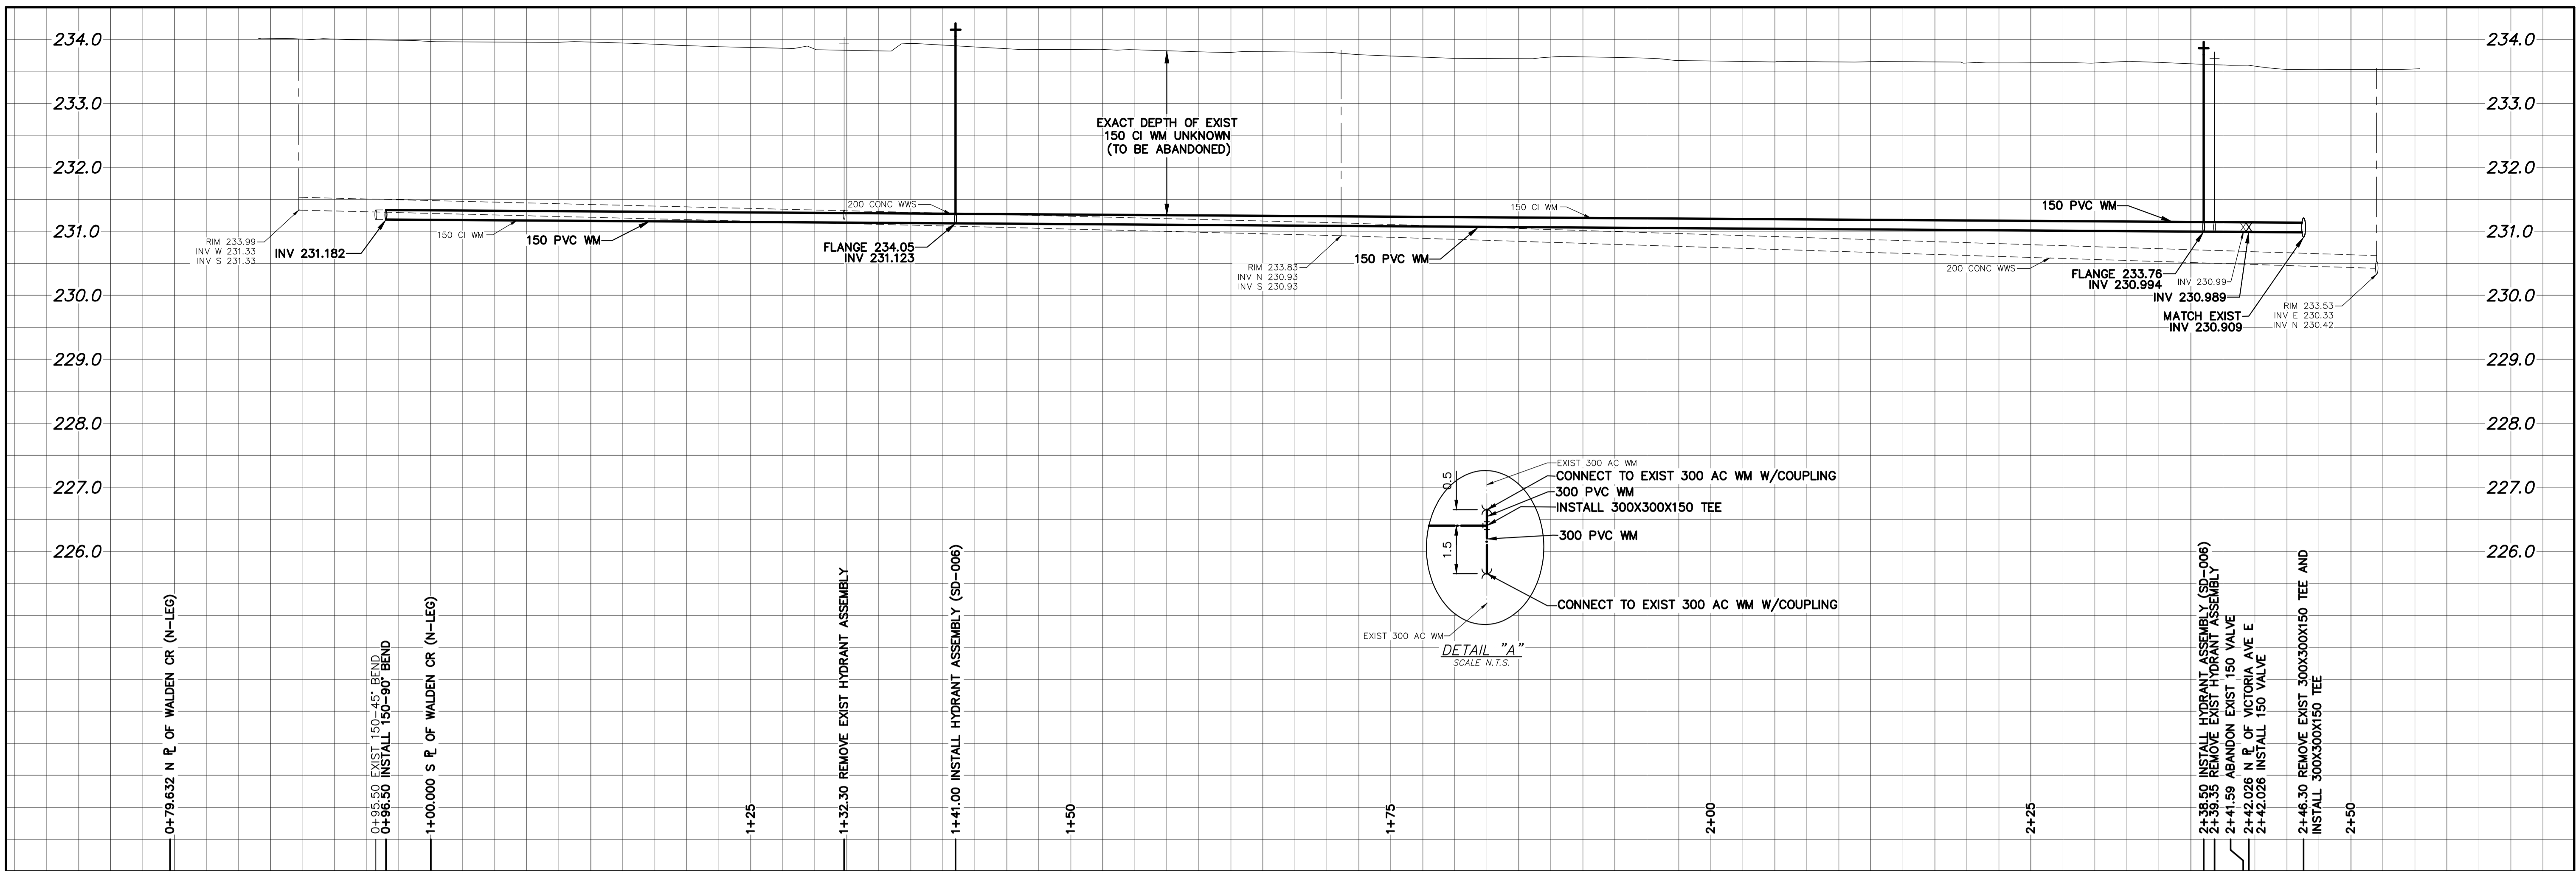 234.0
233.0
232.0
231.0
230.0
229.0
228.0
227.0
226.0
234.0
233.0
232.0
231.0
230.0
229.0
228.0
227.0
226.0
RIM 233.99
INV W 231.33
INV S 231.33
INV 231.182
150 CI WM
150 PVC WM
200 CONC WWS
FLANGE 234.05
INV 231.123
EXACT DEPTH OF EXIST
150 CI WM UNKNOWN
(TO BE ABANDONED)
RIM 233.83
INV N 230.93
INV S 230.93
150 PVC WM
150 CI WM
200 CONC WWS
150 PVC WM
FLANGE 233.76
INV 230.994
INV 230.99
INV 230.989
MATCH EXIST
INV 230.909
RIM 233.53
INV E 230.33
INV N 230.42
EXIST 300 AC WM
CONNECT TO EXIST 300 AC WM W/COUPLING
300 PVC WM
INSTALL 300X300X150 TEE
300 PVC WM
CONNECT TO EXIST 300 AC WM W/COUPLING
0.5
1.5
EXIST 300 AC WM
DETAIL "A"
SCALE N.T.S.
0+79.632 N PL OF WALDEN CR (N-LEG)
0+95.50 EXIST 150-45° BEND
0+96.50 INSTALL 150-90° BEND
1+00.000 S PL OF WALDEN CR (N-LEG)
1+25
1+32.30 REMOVE EXIST HYDRANT ASSEMBLY
1+41.00 INSTALL HYDRANT ASSEMBLY (SD-006)
1+50
1+75
2+00
2+25
2+38.50 INSTALL HYDRANT ASSEMBLY (SD-006)
2+39.35 REMOVE EXIST HYDRANT ASSEMBLY
2+41.59 ABANDON EXIST 150 VALVE
2+42.026 N PL OF VICTORIA AVE E
2+42.026 INSTALL 150 VALVE
2+46.30 REMOVE EXIST 300X300X150 TEE AND
INSTALL 300X300X150 TEE
2+50